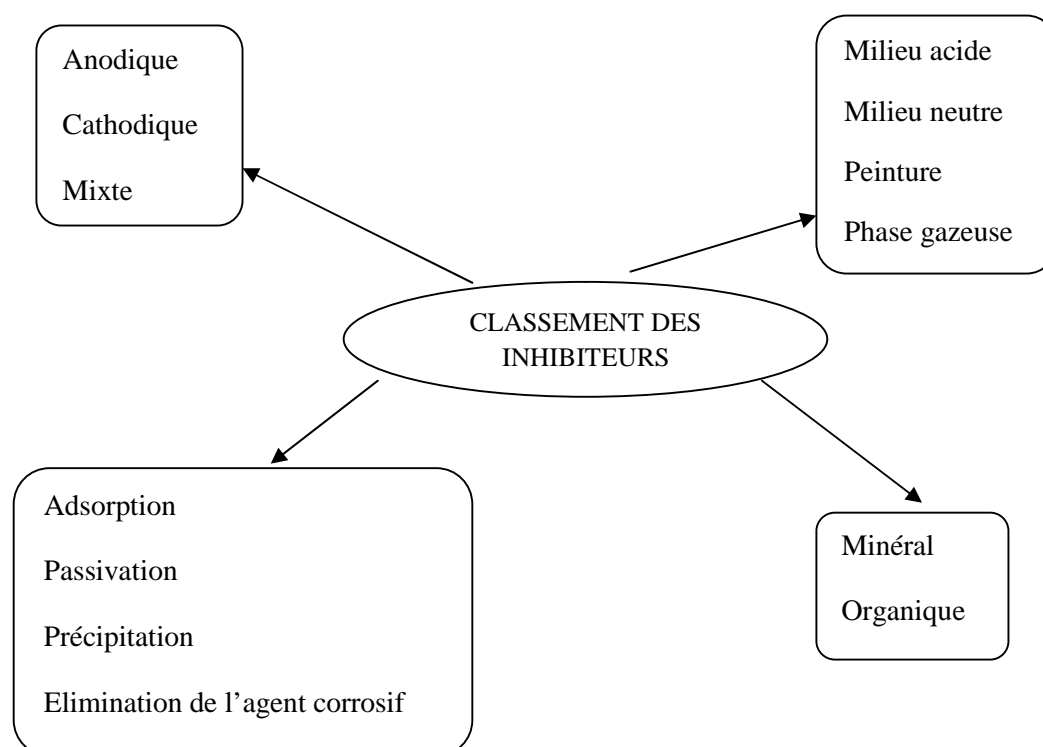 Anodique
Cathodique
Mixte
Milieu acide
Milieu neutre
Peinture
Phase gazeuse
CLASSEMENT DES
INHIBITEURS
Adsorption
Passivation
Précipitation
Elimination de l’agent corrosif
Minéral
Organique